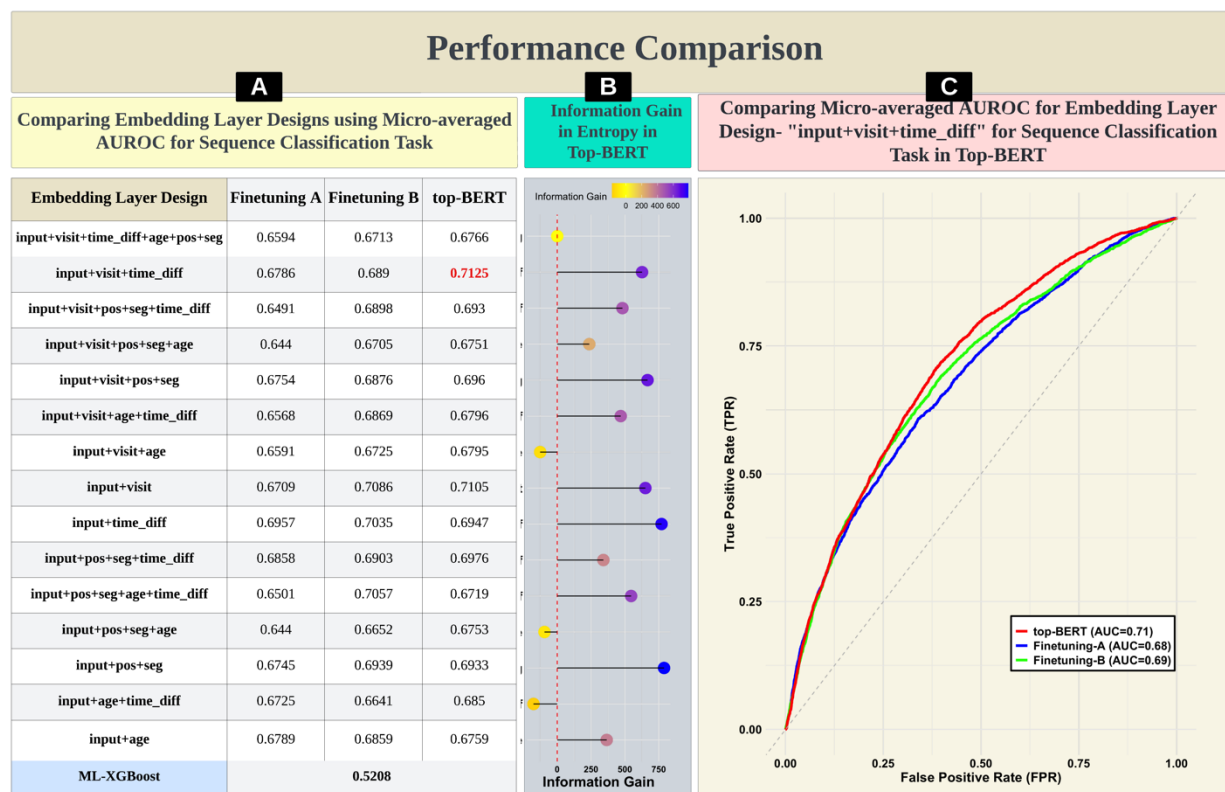 Performance Comparison
A
B
C
Comparing Embedding Layer Designs using Micro-averaged
AUROC for Sequence Classification Task
Information Gain
in Entropy in
Top-BERT
Comparing Micro-averaged AUROC for Embedding Layer
Design- "input+visit+time_diff" for Sequence Classification
Task in Top-BERT
Embedding Layer Design Finetuning A Finetuning B top-BERT
input+visit+time_diff+age+pos+seg 0.6594 0.6713 0.6766
input+visit+time_diff 0.6786 0.689 0.7125
input+visit+pos+seg+time_diff 0.6491 0.6898 0.693
input+visit+pos+seg+age 0.644 0.6705 0.6751
input+visit+pos+seg 0.6754 0.6876 0.696
input+visit+age+time_diff 0.6568 0.6869 0.6796
input+visit+age 0.6591 0.6725 0.6795
input+visit 0.6709 0.7086 0.7105
input+time_diff 0.6957 0.7035 0.6947
input+pos+seg+time_diff 0.6858 0.6903 0.6976
input+pos+seg+age+time_diff 0.6501 0.7057 0.6719
input+pos+seg+age 0.644 0.6652 0.6753
input+pos+seg 0.6745 0.6939 0.6933
input+age+time_diff 0.6725 0.6641 0.685
input+age 0.6789 0.6859 0.6759
ML-XGBoost 0.5208
Information Gain
0 200 400 600
0 250 500 750
Information Gain
True Positive Rate (TPR)
1.00
0.75
0.50
0.25
0.00
top-BERT (AUC=0.71)
Finetuning-A (AUC=0.68)
Finetuning-B (AUC=0.69)
0.00 0.25 0.50 0.75 1.00
False Positive Rate (FPR)